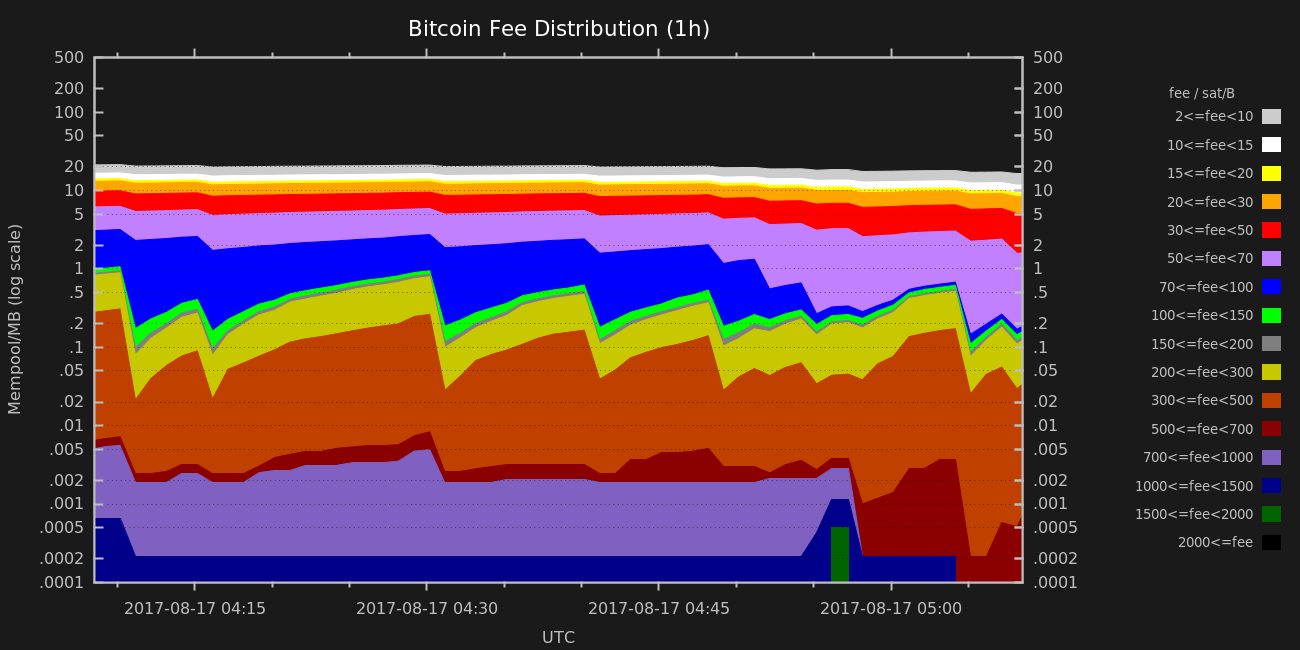 Bitcoin Fee Distribution (1h)
500
200
100
50
20
10
5
2
1
.5
.2
.1
.05
.02
.01
.005
.002
.001
.0005
.0002
.0001
Mempool/MB (log scale)
500
200
100
50
20
10
5
2
1
.5
.2
.1
.05
.02
.01
.005
.002
.001
.0005
.0002
.0001
2017-08-17 04:15
2017-08-17 04:30
2017-08-17 04:45
2017-08-17 05:00
UTC
fee / sat/B
2<=fee<10
10<=fee<15
15<=fee<20
20<=fee<30
30<=fee<50
50<=fee<70
70<=fee<100
100<=fee<150
150<=fee<200
200<=fee<300
300<=fee<500
500<=fee<700
700<=fee<1000
1000<=fee<1500
1500<=fee<2000
2000<=fee